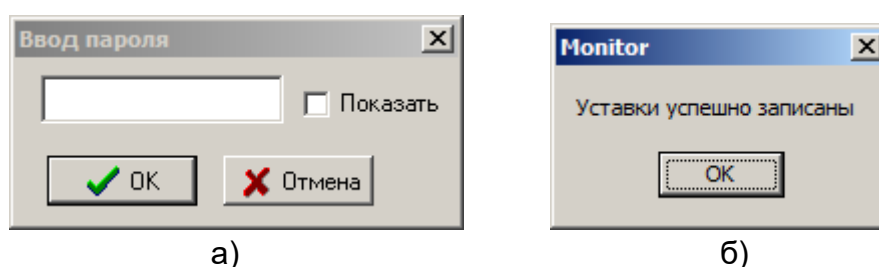 Ввод пароля
Показать
OK
Отмена
а)
Monitor
Уставки успешно записаны
OK
б)